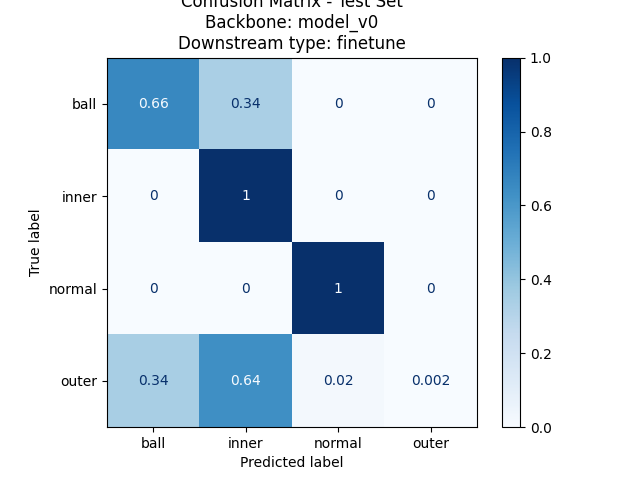 Confusion Matrix - Test Set
Backbone: model_v0
Downstream type: finetune
1.0
ball 0.66 0.34 0 0
0.8
inner 0 1 0 0
0.6
True label
0.4
normal 0 0 1 0
0.2
outer 0.34 0.64 0.02 0.002
0.0
ball inner normal outer
Predicted label